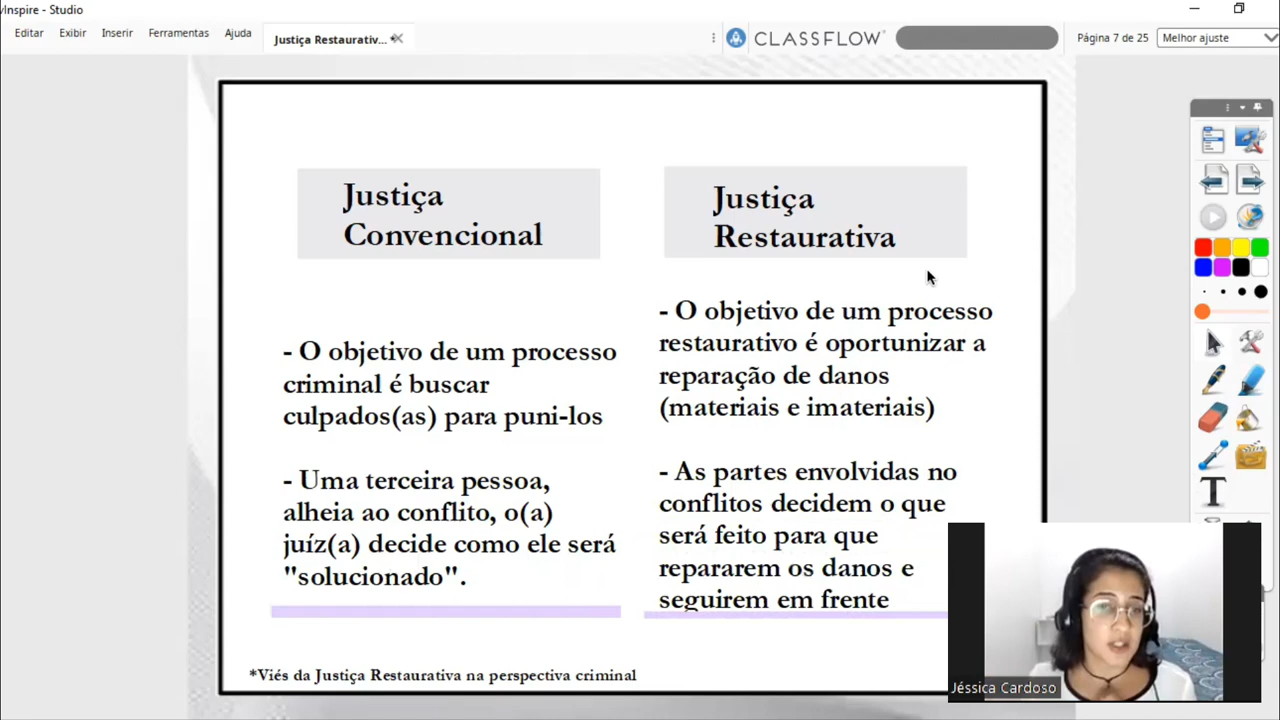 vInspire - Studio
Editar Exibir Inserir Ferramentas Ajuda
Justiça Restaurativ...
CLASSFLOW
Página 7 de 25
Melhor ajuste
Justiça
Convencional
- O objetivo de um processo
criminal é buscar
culpados(as) para puni-los
- Uma terceira pessoa,
alheia ao conflito, o(a)
juíz(a) decide como ele será
"solucionado".
Justiça
Restaurativa
- O objetivo de um processo
restaurativo é oportunizar a
reparação de danos
(materiais e imateriais)
- As partes envolvidas no
conflitos decidem o que
será feito para que
repararem os danos e
seguirem em frente
*Viés da Justiça Restaurativa na perspectiva criminal
T
Jéssica Cardoso